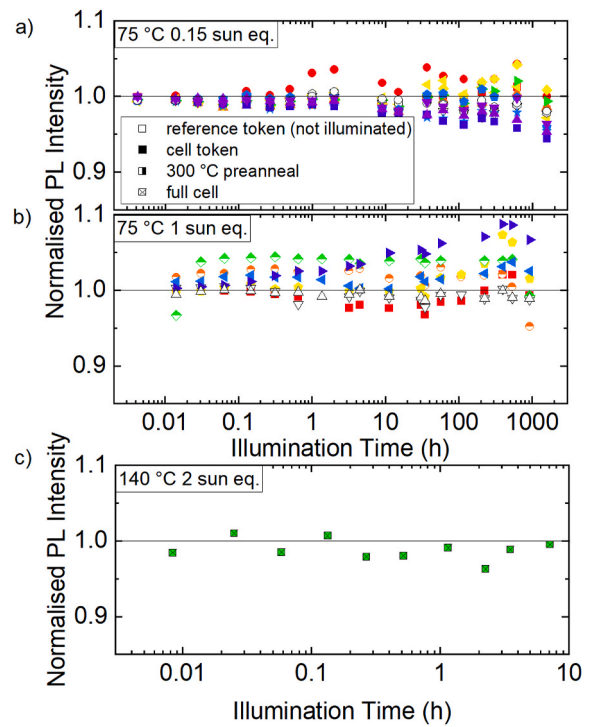 a)
1.1
75 °C 0.15 sun eq.
1.0
0.9
Normalised PL Intensity
reference token (not illuminated)
cell token
300 °C preanneal
full cell
b)
1.1
75 °C 1 sun eq.
1.0
0.9
Normalised PL Intensity
0.01 0.1 1 10 100 1000
Illumination Time (h)
c)
1.1
140 °C 2 sun eq.
1.0
0.9
Normalised PL Intensity
0.01 0.1 1 10
Illumination Time (h)